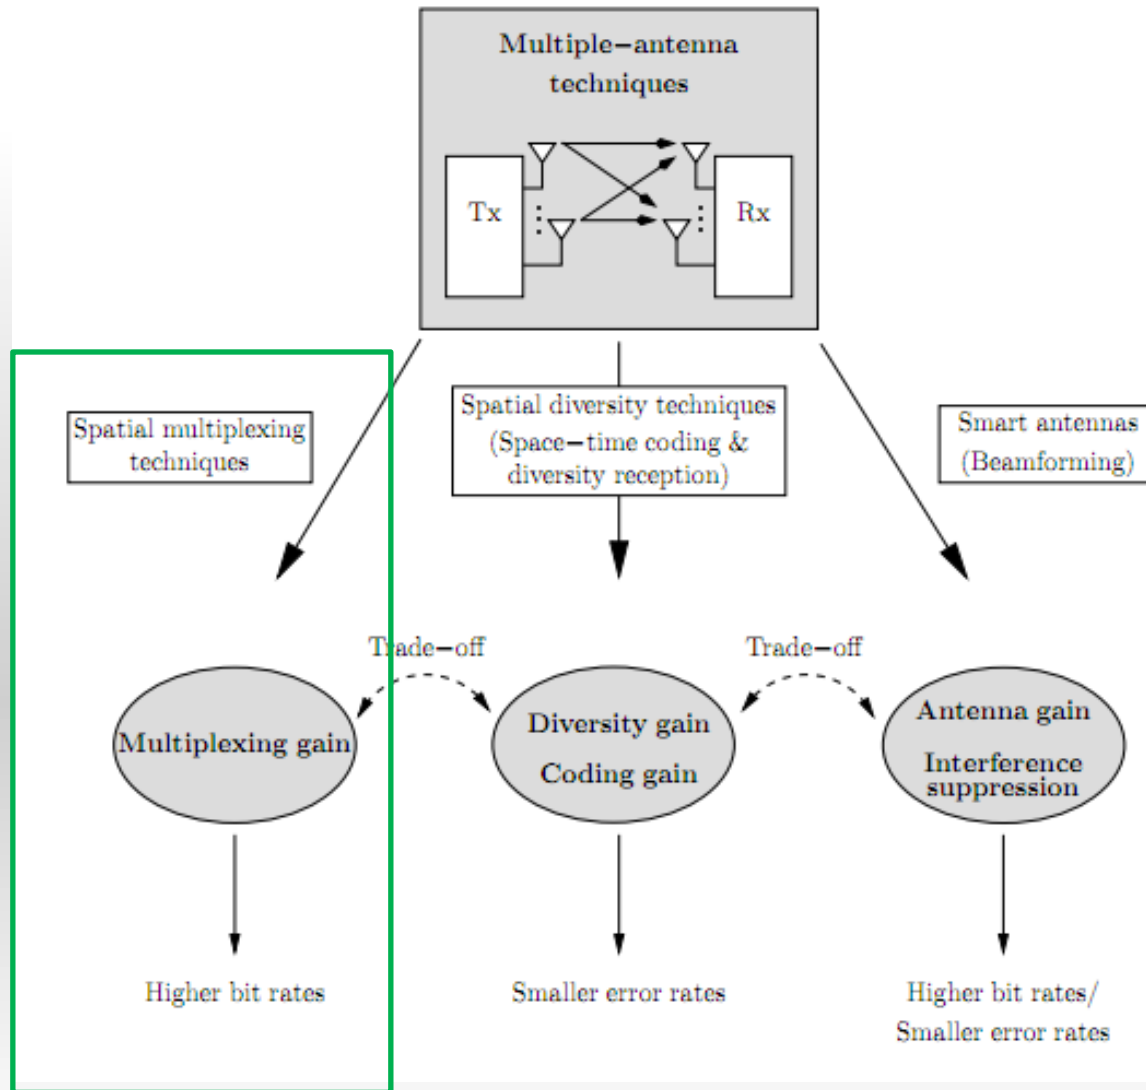 Multiple−antenna
techniques
Tx
Rx
Spatial multiplexing
techniques
Spatial diversity techniques
(Space−time coding &
diversity reception)
Smart antennas
(Beamforming)
Trade−off
Trade−off
Multiplexing gain
Diversity gain
Coding gain
Antenna gain
Interference
suppression
Higher bit rates
Smaller error rates
Higher bit rates/
Smaller error rates